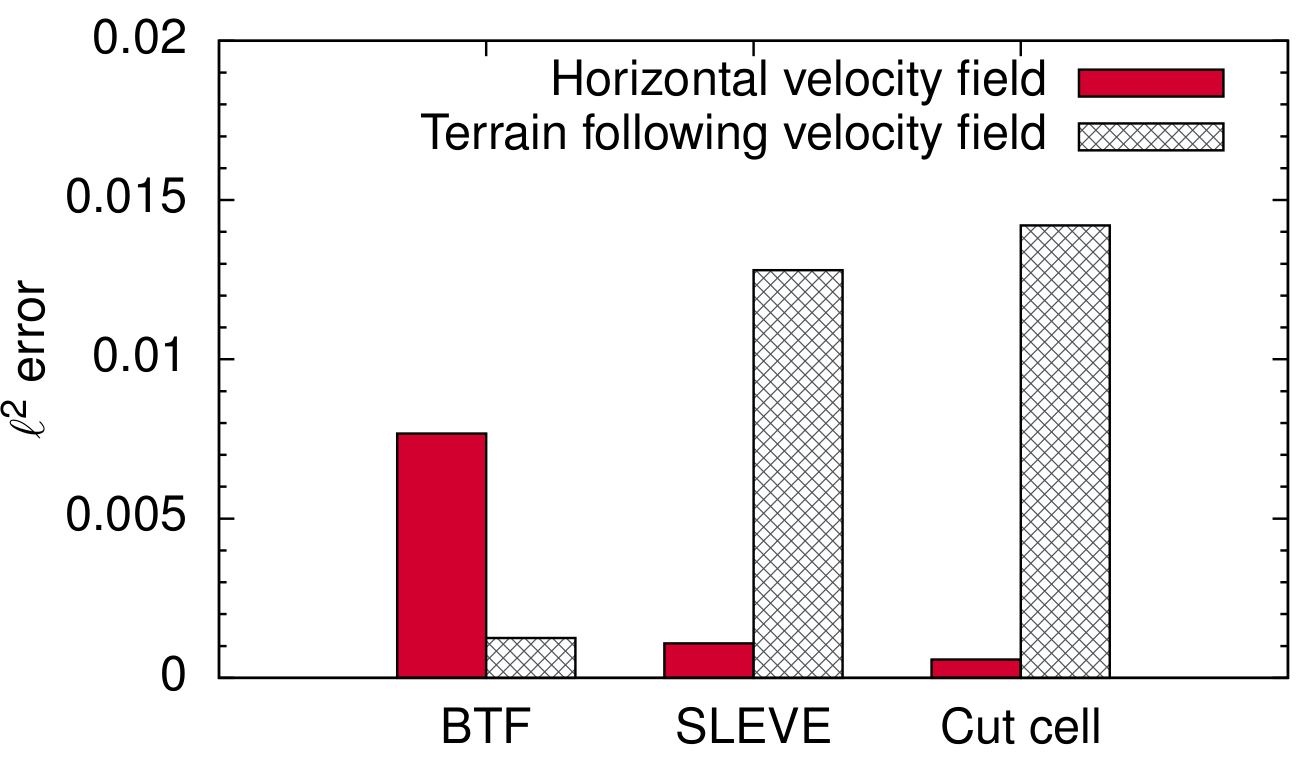 0.02
Horizontal velocity field
Terrain following velocity field
0.015
0.01
0.005
0
ℓ² error
BTF SLEVE Cut cell